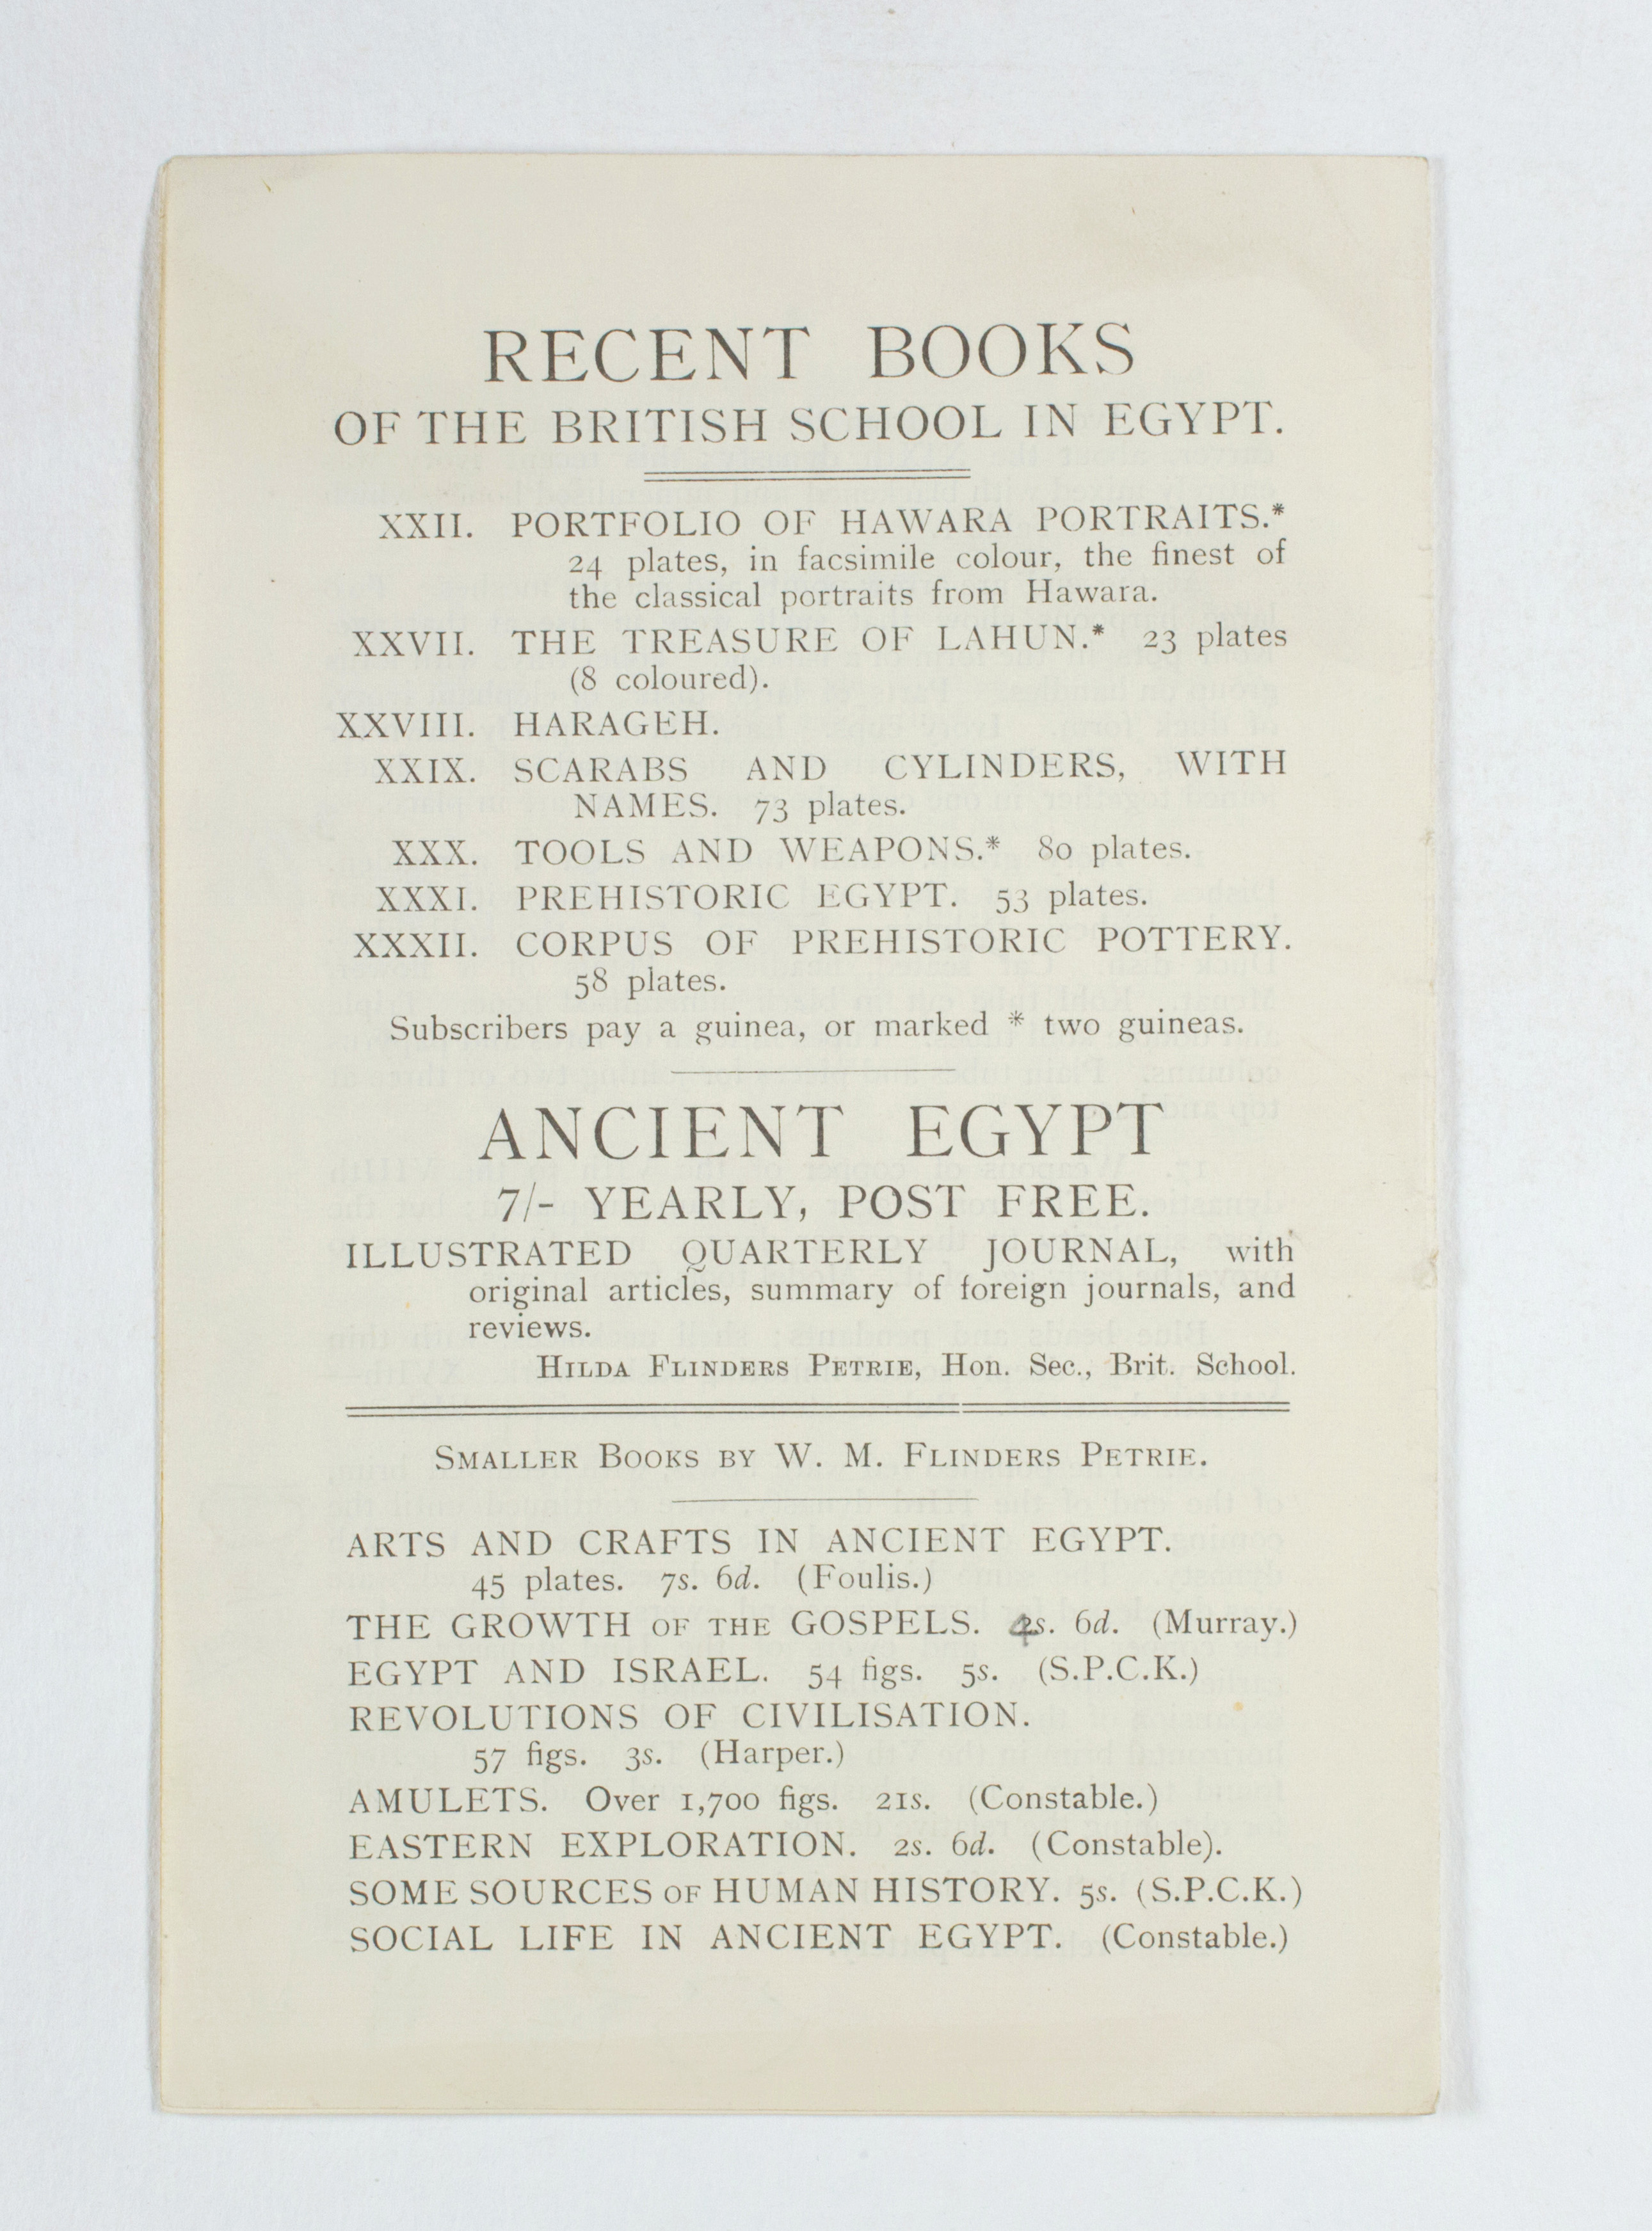 RECENT BOOKS
OF THE BRITISH SCHOOL IN EGYPT.
XXII. PORTFOLIO OF HAWARA PORTRAITS.*
24 plates, in facsimile colour, the finest of
the classical portraits from Hawara.
XXVII. THE TREASURE OF LAHUN.* 23 plates
(8 coloured).
XXVIII. HARAGEH.
XXIX. SCARABS AND CYLINDERS, WITH
NAMES. 73 plates.
XXX. TOOLS AND WEAPONS.* 80 plates.
XXXI. PREHISTORIC EGYPT. 53 plates.
XXXII. CORPUS OF PREHISTORIC POTTERY.
58 plates.
Subscribers pay a guinea, or marked * two guineas.
ANCIENT EGYPT
7/- YEARLY, POST FREE.
ILLUSTRATED QUARTERLY JOURNAL, with
original articles, summary of foreign journals, and
reviews.
HILDA FLINDERS PETRIE, Hon. Sec., Brit. School.
SMALLER BOOKS BY W. M. FLINDERS PETRIE.
ARTS AND CRAFTS IN ANCIENT EGYPT.
45 plates. 7s. 6d. (Foulis.)
THE GROWTH OF THE GOSPELS. 4s. 6d. (Murray.)
EGYPT AND ISRAEL. 54 figs. 5s. (S.P.C.K.)
REVOLUTIONS OF CIVILISATION.
57 figs. 3s. (Harper.)
AMULETS. Over 1,700 figs. 21s. (Constable.)
EASTERN EXPLORATION. 2s. 6d. (Constable).
SOME SOURCES OF HUMAN HISTORY. 5s. (S.P.C.K.)
SOCIAL LIFE IN ANCIENT EGYPT. (Constable.)